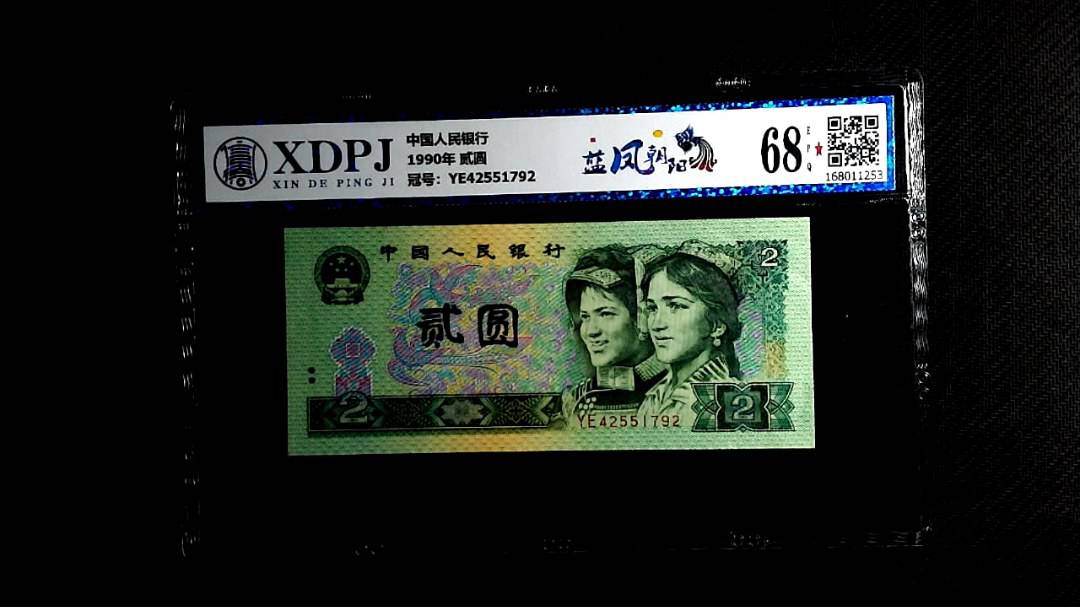 XDPJ
XIN DE PING JI
中国人民银行
1990年 贰圆
冠号：YE42551792
蓝凤朝阳
68
EPQ
168011253
中国人民银行
贰圆
2
2
YE42551792
2